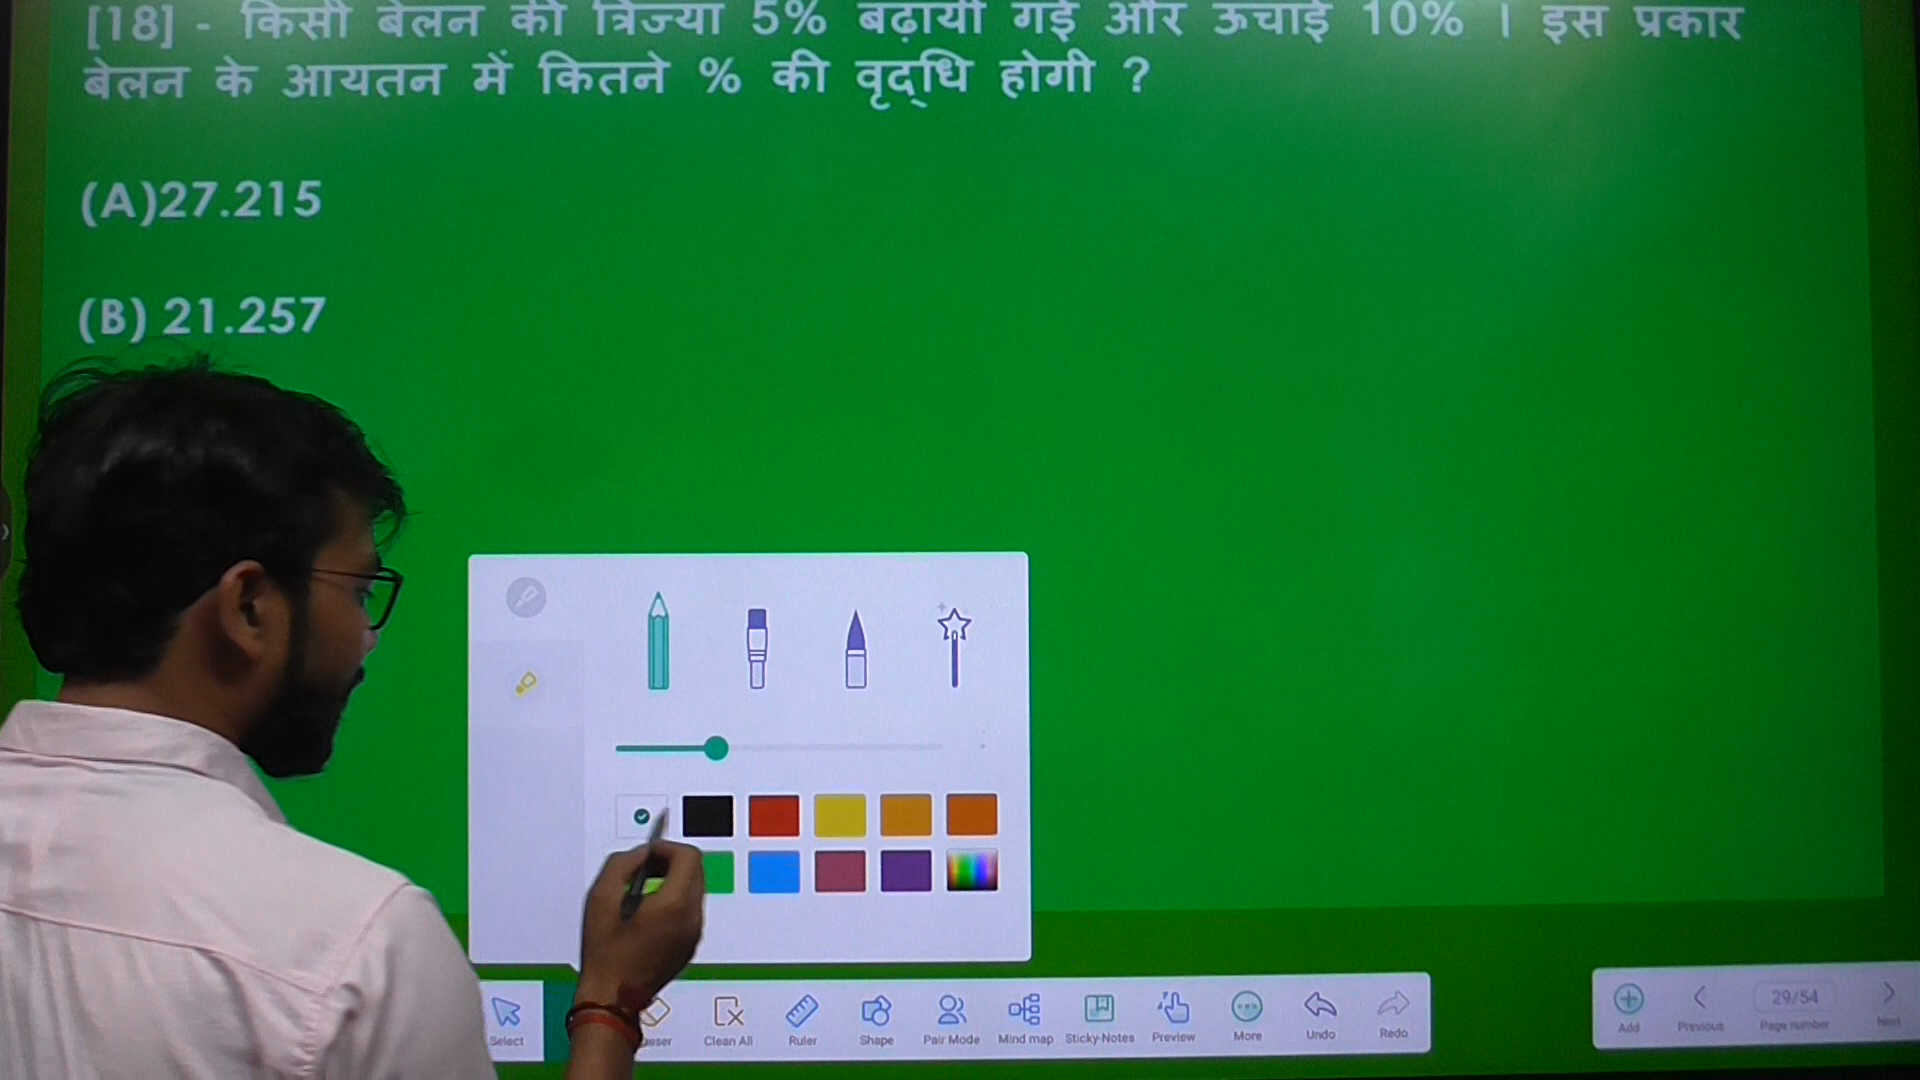 [18] - किसी बेलन की त्रिज्या 5% बढ़ायी गई और ऊंचाई 10% । इस प्रकार
बेलन के आयतन में कितने % की वृद्धि होगी ?
(A)27.215
(B) 21.257
Select
Clean All
Ruler
Shape
Pair Mode
Mind map
Sticky Notes
Preview
More
Undo
Redo
Add
Previous
29/54
Page number
Next